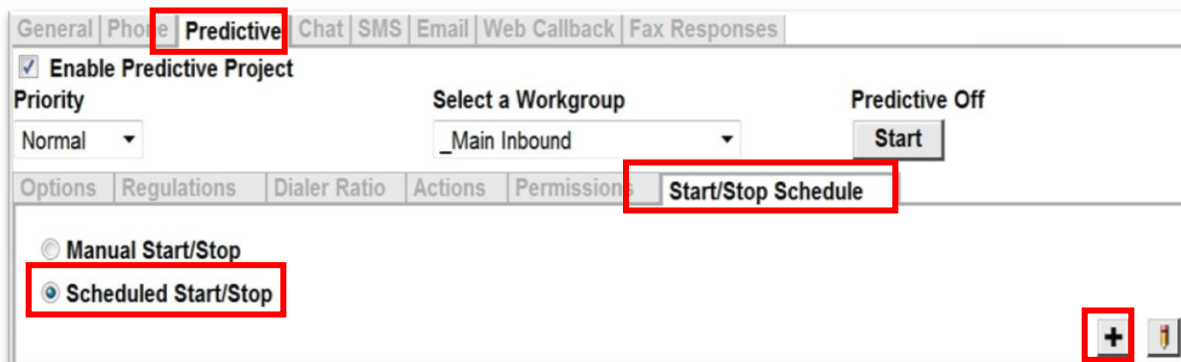 General Phone Predictive Chat SMS Email Web Callback Fax Responses
Enable Predictive Project
Priority Select a Workgroup Predictive Off
Normal _Main Inbound Start
Options Regulations Dialer Ratio Actions Permissions Start/Stop Schedule
Manual Start/Stop
Scheduled Start/Stop
+